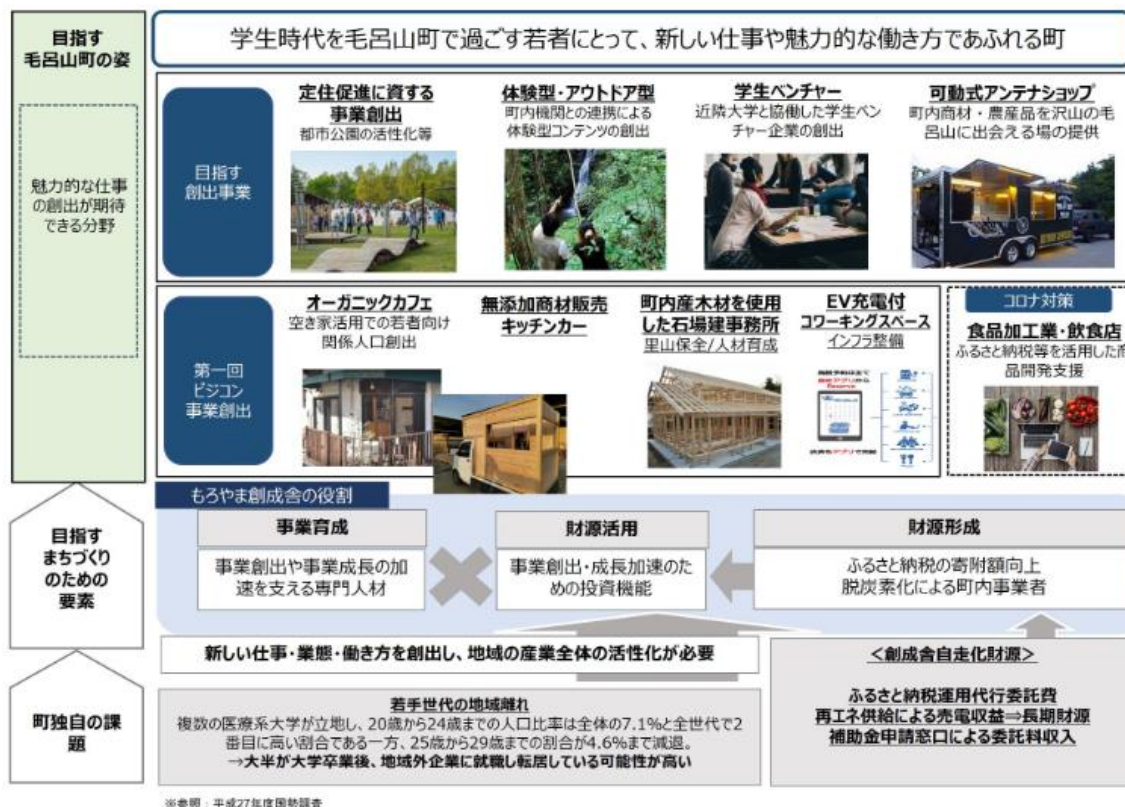 目指す
毛呂山町の姿
学生時代を毛呂山町で過ごす若者にとって、新しい仕事や魅力的な働き方であふれる町
魅力的な仕事
の創出が期待
できる分野
目指す
創出事業
定住促進に資する
事業創出
都市公園の活性化等
体験型・アウトドア型
町内機関との連携による
体験型コンテンツの創出
学生ベンチャー
近隣大学と協働した学生ベン
チャー企業の創出
可動式アンテナショップ
町内商材・農産品を沢山の毛
呂山に出会える場の提供
第一回
ビジコン
事業創出
オーガニックカフェ
空き家活用での若者向け
関係人口創出
無添加商材販売
キッチンカー
町内産木材を使用
した石場建事務所
里山保全/人材育成
EV充電付
コワーキングスペース
インフラ整備
コロナ対策
食品加工業・飲食店
ふるさと納税等を活用した商
品開発支援
目指す
まちづくり
のための
要素
もろやま創成舎の役割
事業育成
事業創出や事業成長の加
速を支える専門人材
財源活用
事業創出・成長加速のた
めの投資機能
財源形成
ふるさと納税の寄附額向上
脱炭素化による町内事業者
町独自の課
題
新しい仕事・業態・働き方を創出し、地域の産業全体の活性化が必要
若手世代の地域離れ
複数の医療系大学が立地し、20歳から24歳までの人口比率は全体の7.1%と全世代で2
番目に高い割合である一方、25歳から29歳までの割合が4.6%まで減退。
→大半が大学卒業後、地域外企業に就職し転居している可能性が高い
＜創成舎自走化財源＞
ふるさと納税運用代行委託費
再エネ供給による売電収益⇒長期財源
補助金申請窓口による委託料収入
※参照：平成27年度国勢調査